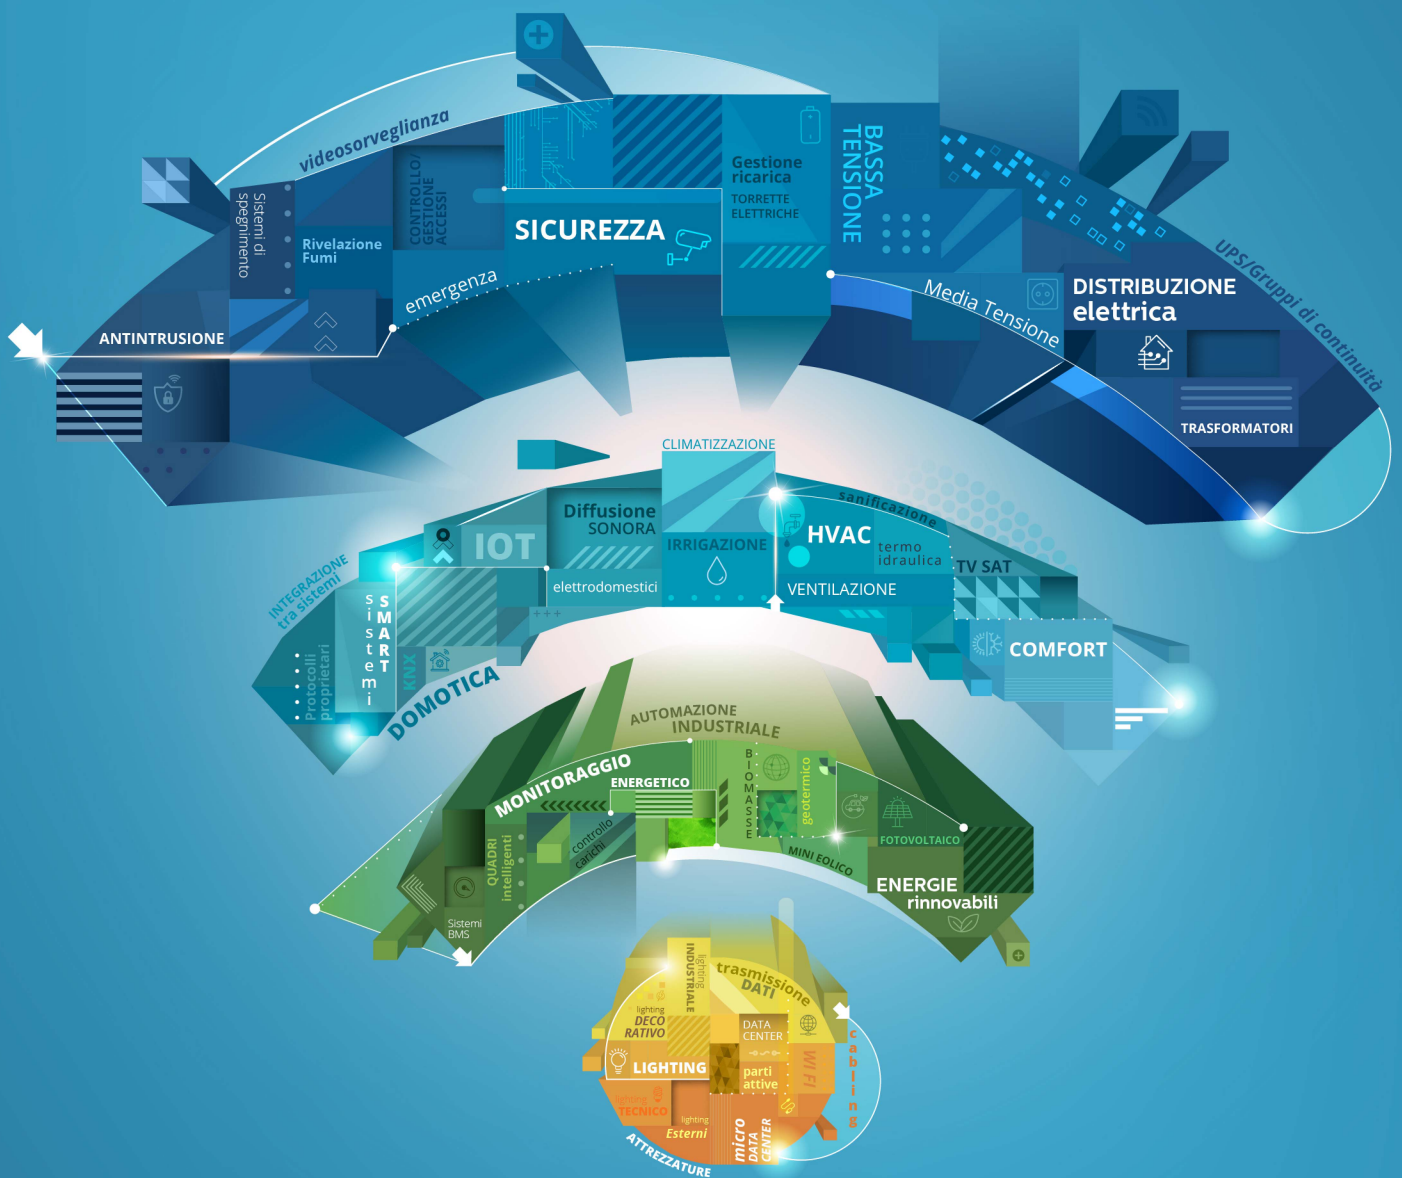 videosorveglianza
Sistemi di
spegnimento
Rivelazione
Fumi
CONTROLLO/
GESTIONE
ACCESSI
SICUREZZA
emergenza
ANTINTRUSIONE
Gestione
ricarica
TORRETTE
ELETTRICHE
BASSA
TENSIONE
Media Tensione
DISTRIBUZIONE
elettrica
UPS/Gruppi di continuità
TRASFORMATORI
CLIMATIZZAZIONE
Diffusione
SONORA
IOT
elettrodomestici
IRRIGAZIONE
sanificazione
HVAC
termo
idraulica
VENTILAZIONE
TV SAT
COMFORT
INTEGRAZIONE
tra sistemi
Protocolli
proprietari
sistemi
SMART
KNX
DOMOTICA
AUTOMAZIONE
INDUSTRIALE
MONITORAGGIO
ENERGETICO
controllo
carichi
QUADRI
intelligenti
Sistemi
BMS
BIOMASSE
geotermico
MINI EOLICO
FOTOVOLTAICO
ENERGIE
rinnovabili
lighting
INDUSTRIALE
trasmissione
DATI
lighting
DECO
RATIVO
LIGHTING
DATA
CENTER
parti
attive
WI FI
cabling
lighting
TECNICO
lighting
Esterni
micro
DATA
CENTER
ATTREZZATURE